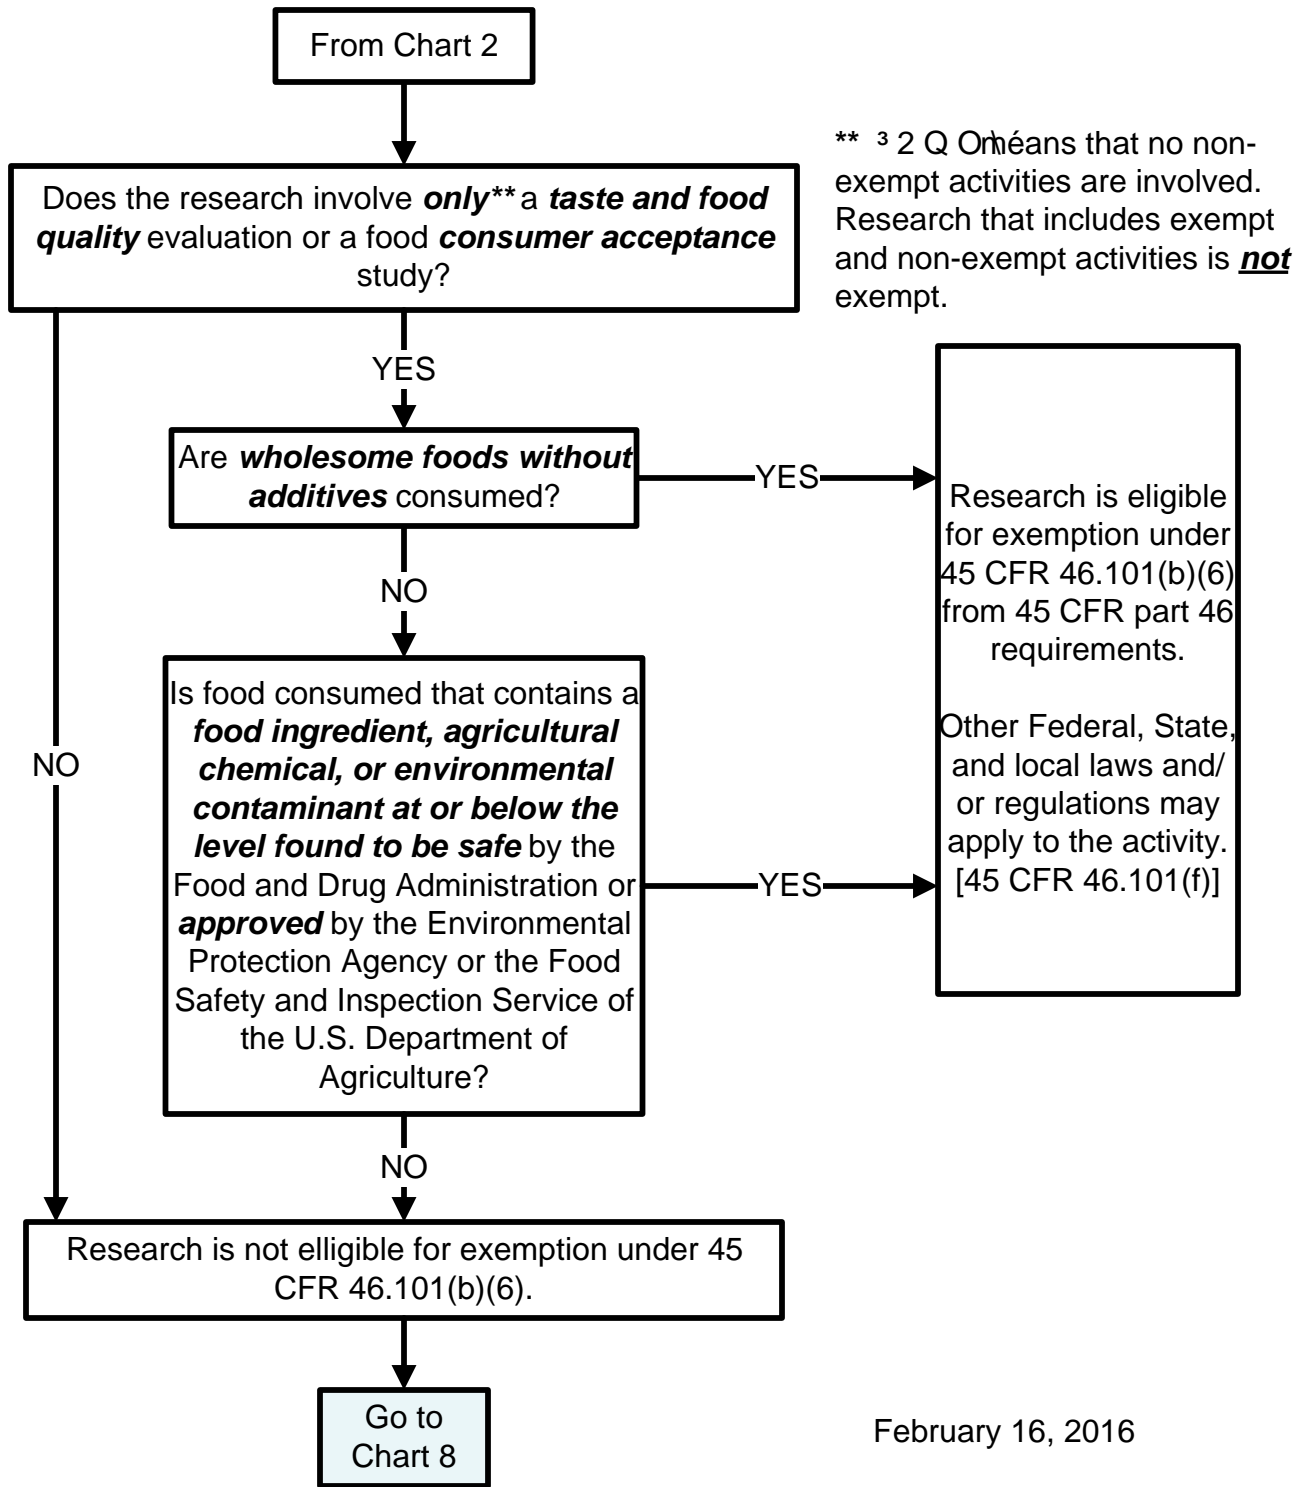 From Chart 2
Does the research involve only** a taste and food
quality evaluation or a food consumer acceptance
study?
** ³ 2 Q O means that no non-
exempt activities are involved.
Research that includes exempt
and non-exempt activities is not
exempt.
YES
Are wholesome foods without
additives consumed?
YES
NO
Is food consumed that contains a
food ingredient, agricultural
chemical, or environmental
contaminant at or below the
level found to be safe by the
Food and Drug Administration or
approved by the Environmental
Protection Agency or the Food
Safety and Inspection Service of
the U.S. Department of
Agriculture?
YES
Research is eligible
for exemption under
45 CFR 46.101(b)(6)
from 45 CFR part 46
requirements.
Other Federal, State,
and local laws and/
or regulations may
apply to the activity.
[45 CFR 46.101(f)]
NO
NO
Research is not elligible for exemption under 45
CFR 46.101(b)(6).
Go to
Chart 8
February 16, 2016